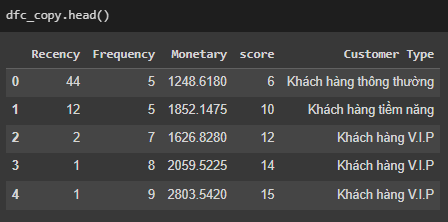 dfc_copy.head()
Recency Frequency Monetary score Customer Type
0 44 5 1248.6180 6 Khách hàng thông thường
1 12 5 1852.1475 10 Khách hàng tiềm năng
2 2 7 1626.8280 12 Khách hàng V.I.P
3 1 8 2059.5225 14 Khách hàng V.I.P
4 1 9 2803.5420 15 Khách hàng V.I.P